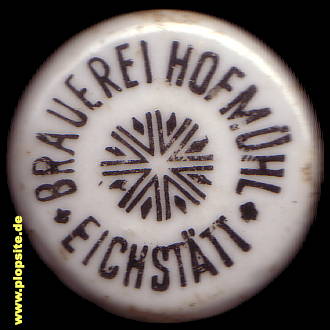 BRAUEREI HOFMÜHL
* EICHSTÄTT *
www.plopsite.de